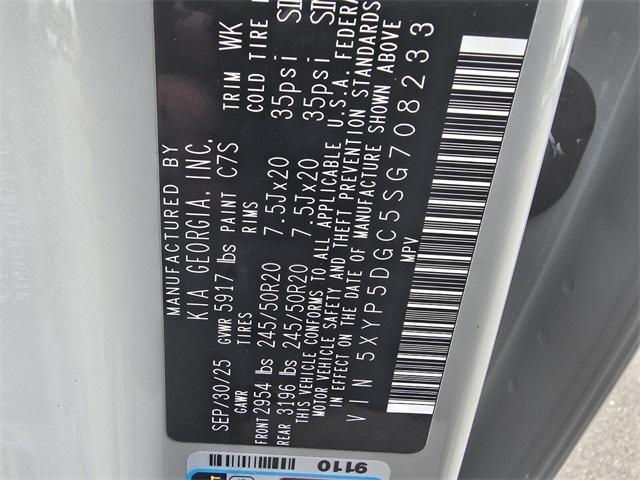 MANUFACTURED BY
KIA GEORGIA, INC.
SEP/30/25 GVWR 5917 lbs PAINT C7S TRIM WK
GAWR TIRES RIMS COLD TIRE
FRONT 2954 lbs 245/50R20 7.5Jx20 35psi
REAR 3196 lbs 245/50R20 7.5Jx20 35psi
THIS VEHICLE CONFORMS TO ALL APPLICABLE U.S.A. FEDERA
MOTOR VEHICLE SAFETY AND THEFT PREVENTION STANDARDS
IN EFFECT ON THE DATE OF MANUFACTURE SHOWN ABOVE
VIN 5XYP5DGC5SG708233
MPV
9110